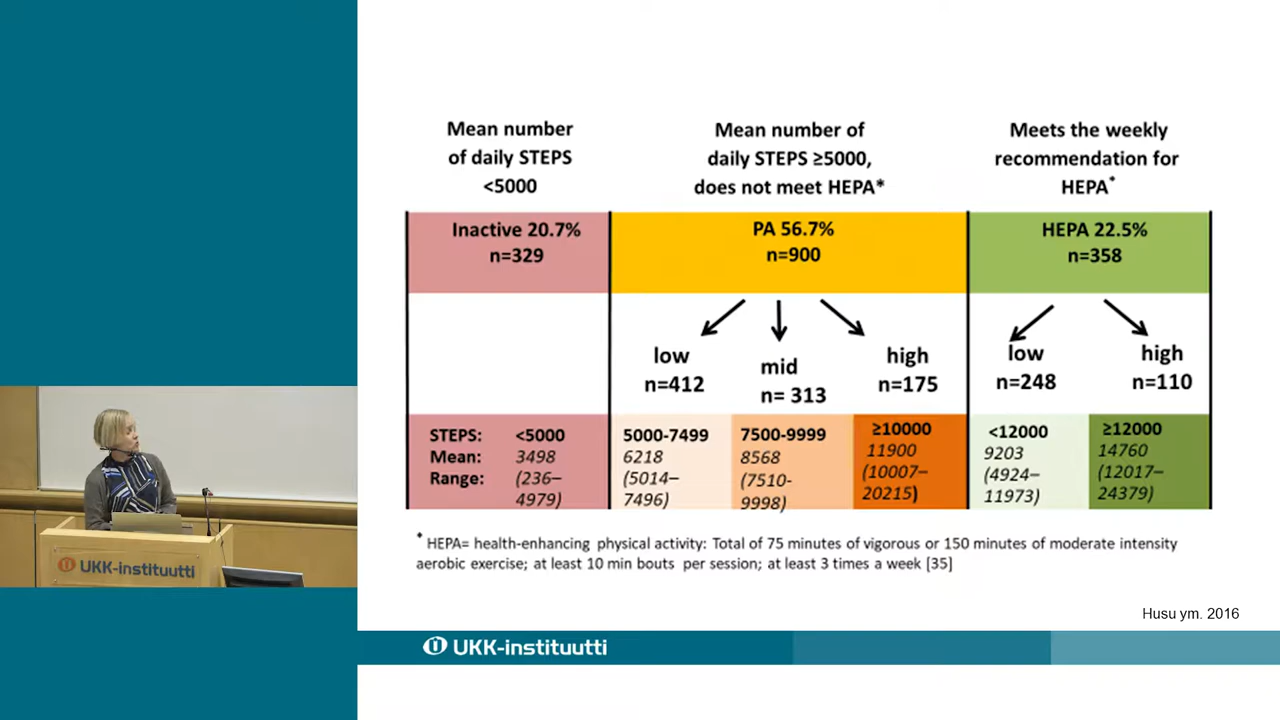 Mean number
of daily STEPS
<5000
Mean number of
daily STEPS ≥5000,
does not meet HEPA*
Meets the weekly
recommendation for
HEPA*
Inactive 20.7%
n=329
PA 56.7%
n=900
HEPA 22.5%
n=358
low
n=412
mid
n= 313
high
n=175
low
n=248
high
n=110
STEPS: <5000
Mean: 3498
Range: (236–
4979)
5000-7499
6218
(5014–
7496)
7500-9999
8568
(7510-
9998)
≥10000
11900
(10007–
20215)
<12000
9203
(4924–
11973)
≥12000
14760
(12017–
24379)
* HEPA= health-enhancing physical activity: Total of 75 minutes of vigorous or 150 minutes of moderate intensity
aerobic exercise; at least 10 min bouts per session; at least 3 times a week [35]
Husu ym. 2016
UKK-instituutti
UKK-instituutti